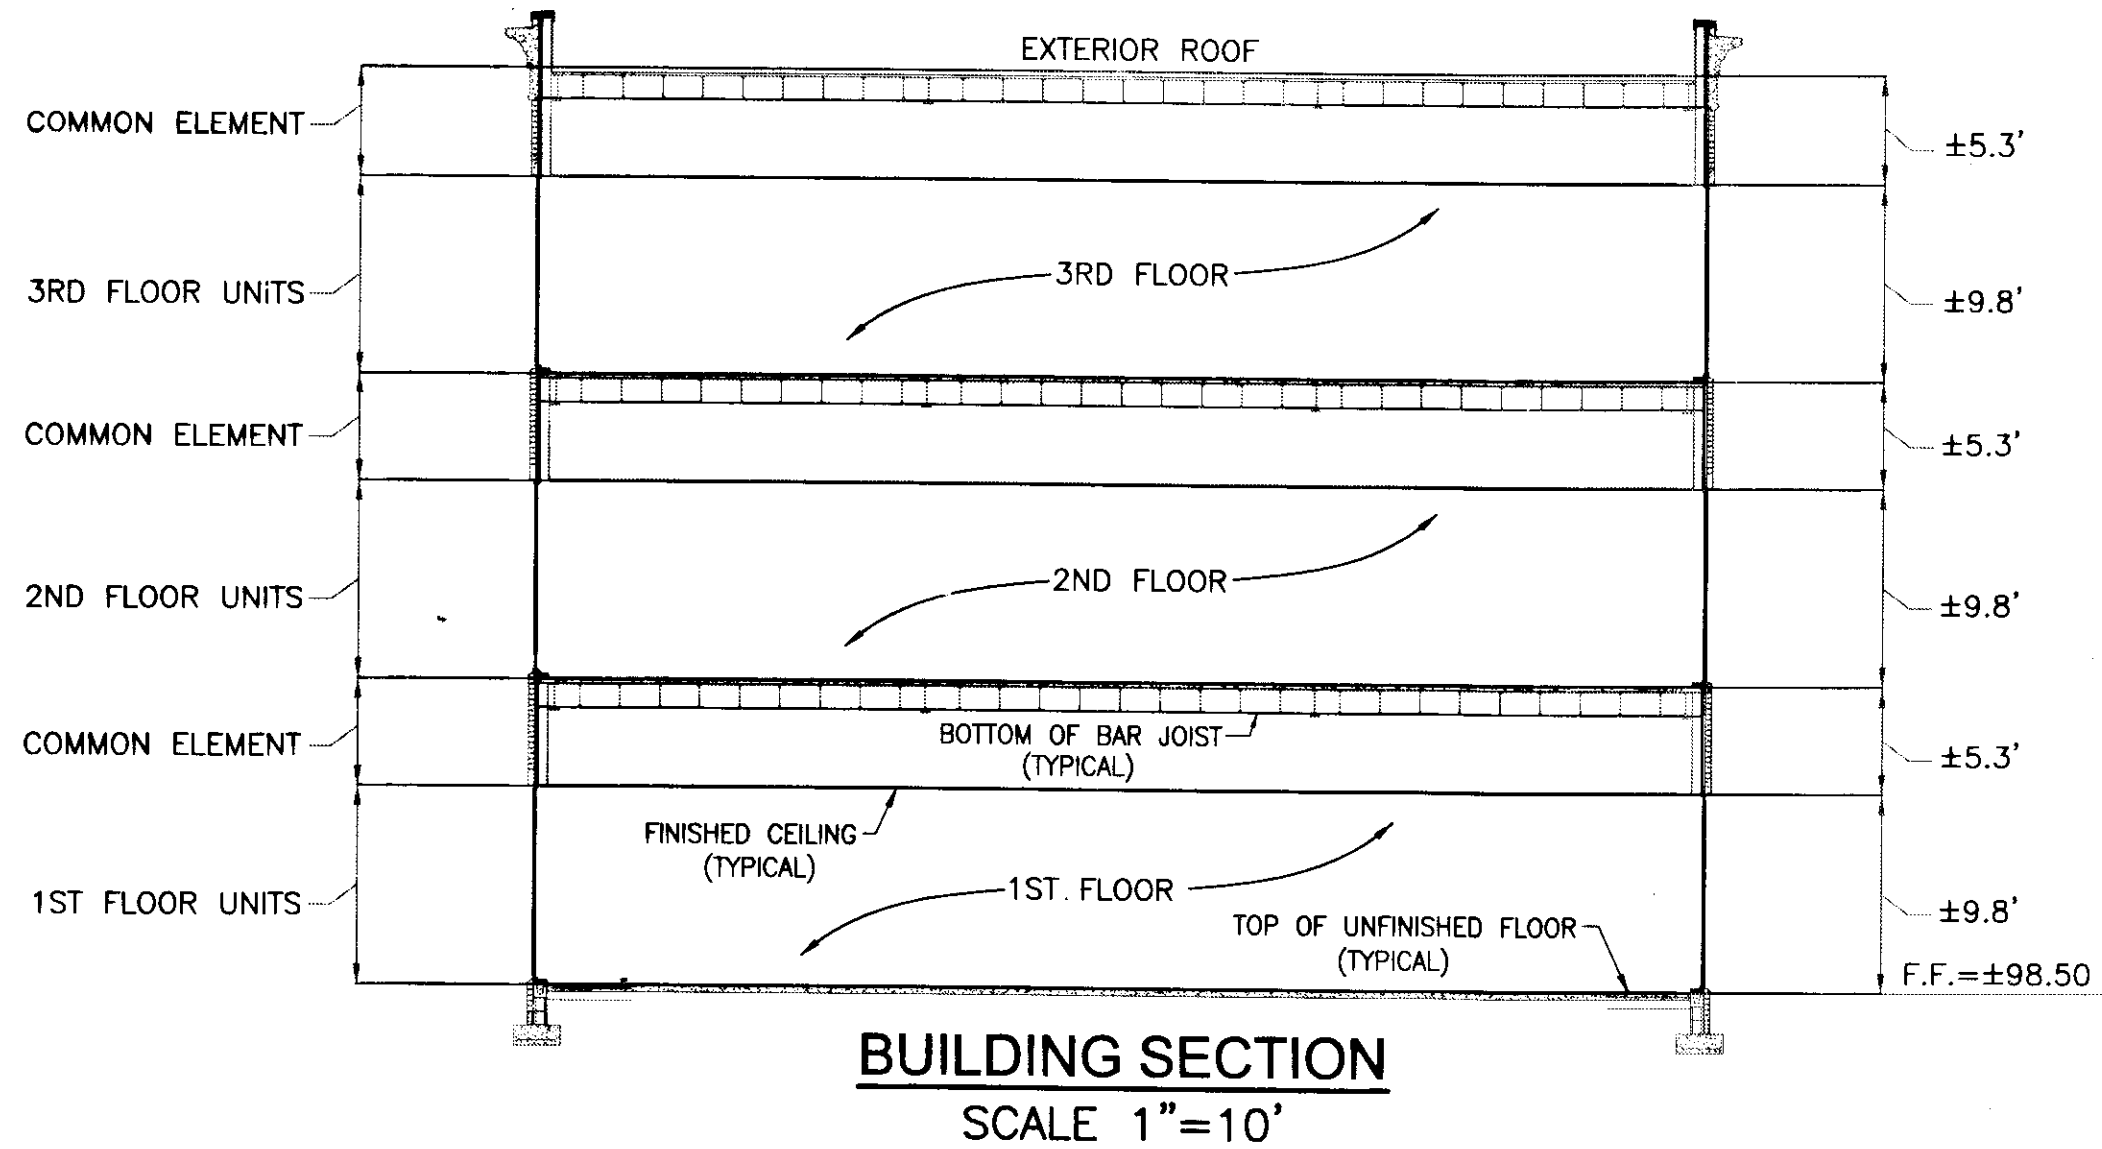 EXTERIOR ROOF
COMMON ELEMENT
±5.3'
3RD FLOOR UNiTS
3RD FLOOR
±9.8'
COMMON ELEMENT
±5.3'
2ND FLOOR UNITS
2ND FLOOR
±9.8'
COMMON ELEMENT
BOTTOM OF BAR JOIST
(TYPICAL)
±5.3'
FINISHED CEILING
(TYPICAL)
1ST FLOOR UNITS
1ST. FLOOR
±9.8'
TOP OF UNFINISHED FLOOR
(TYPICAL)
F.F.=±98.50
BUILDING SECTION
SCALE 1"=10'